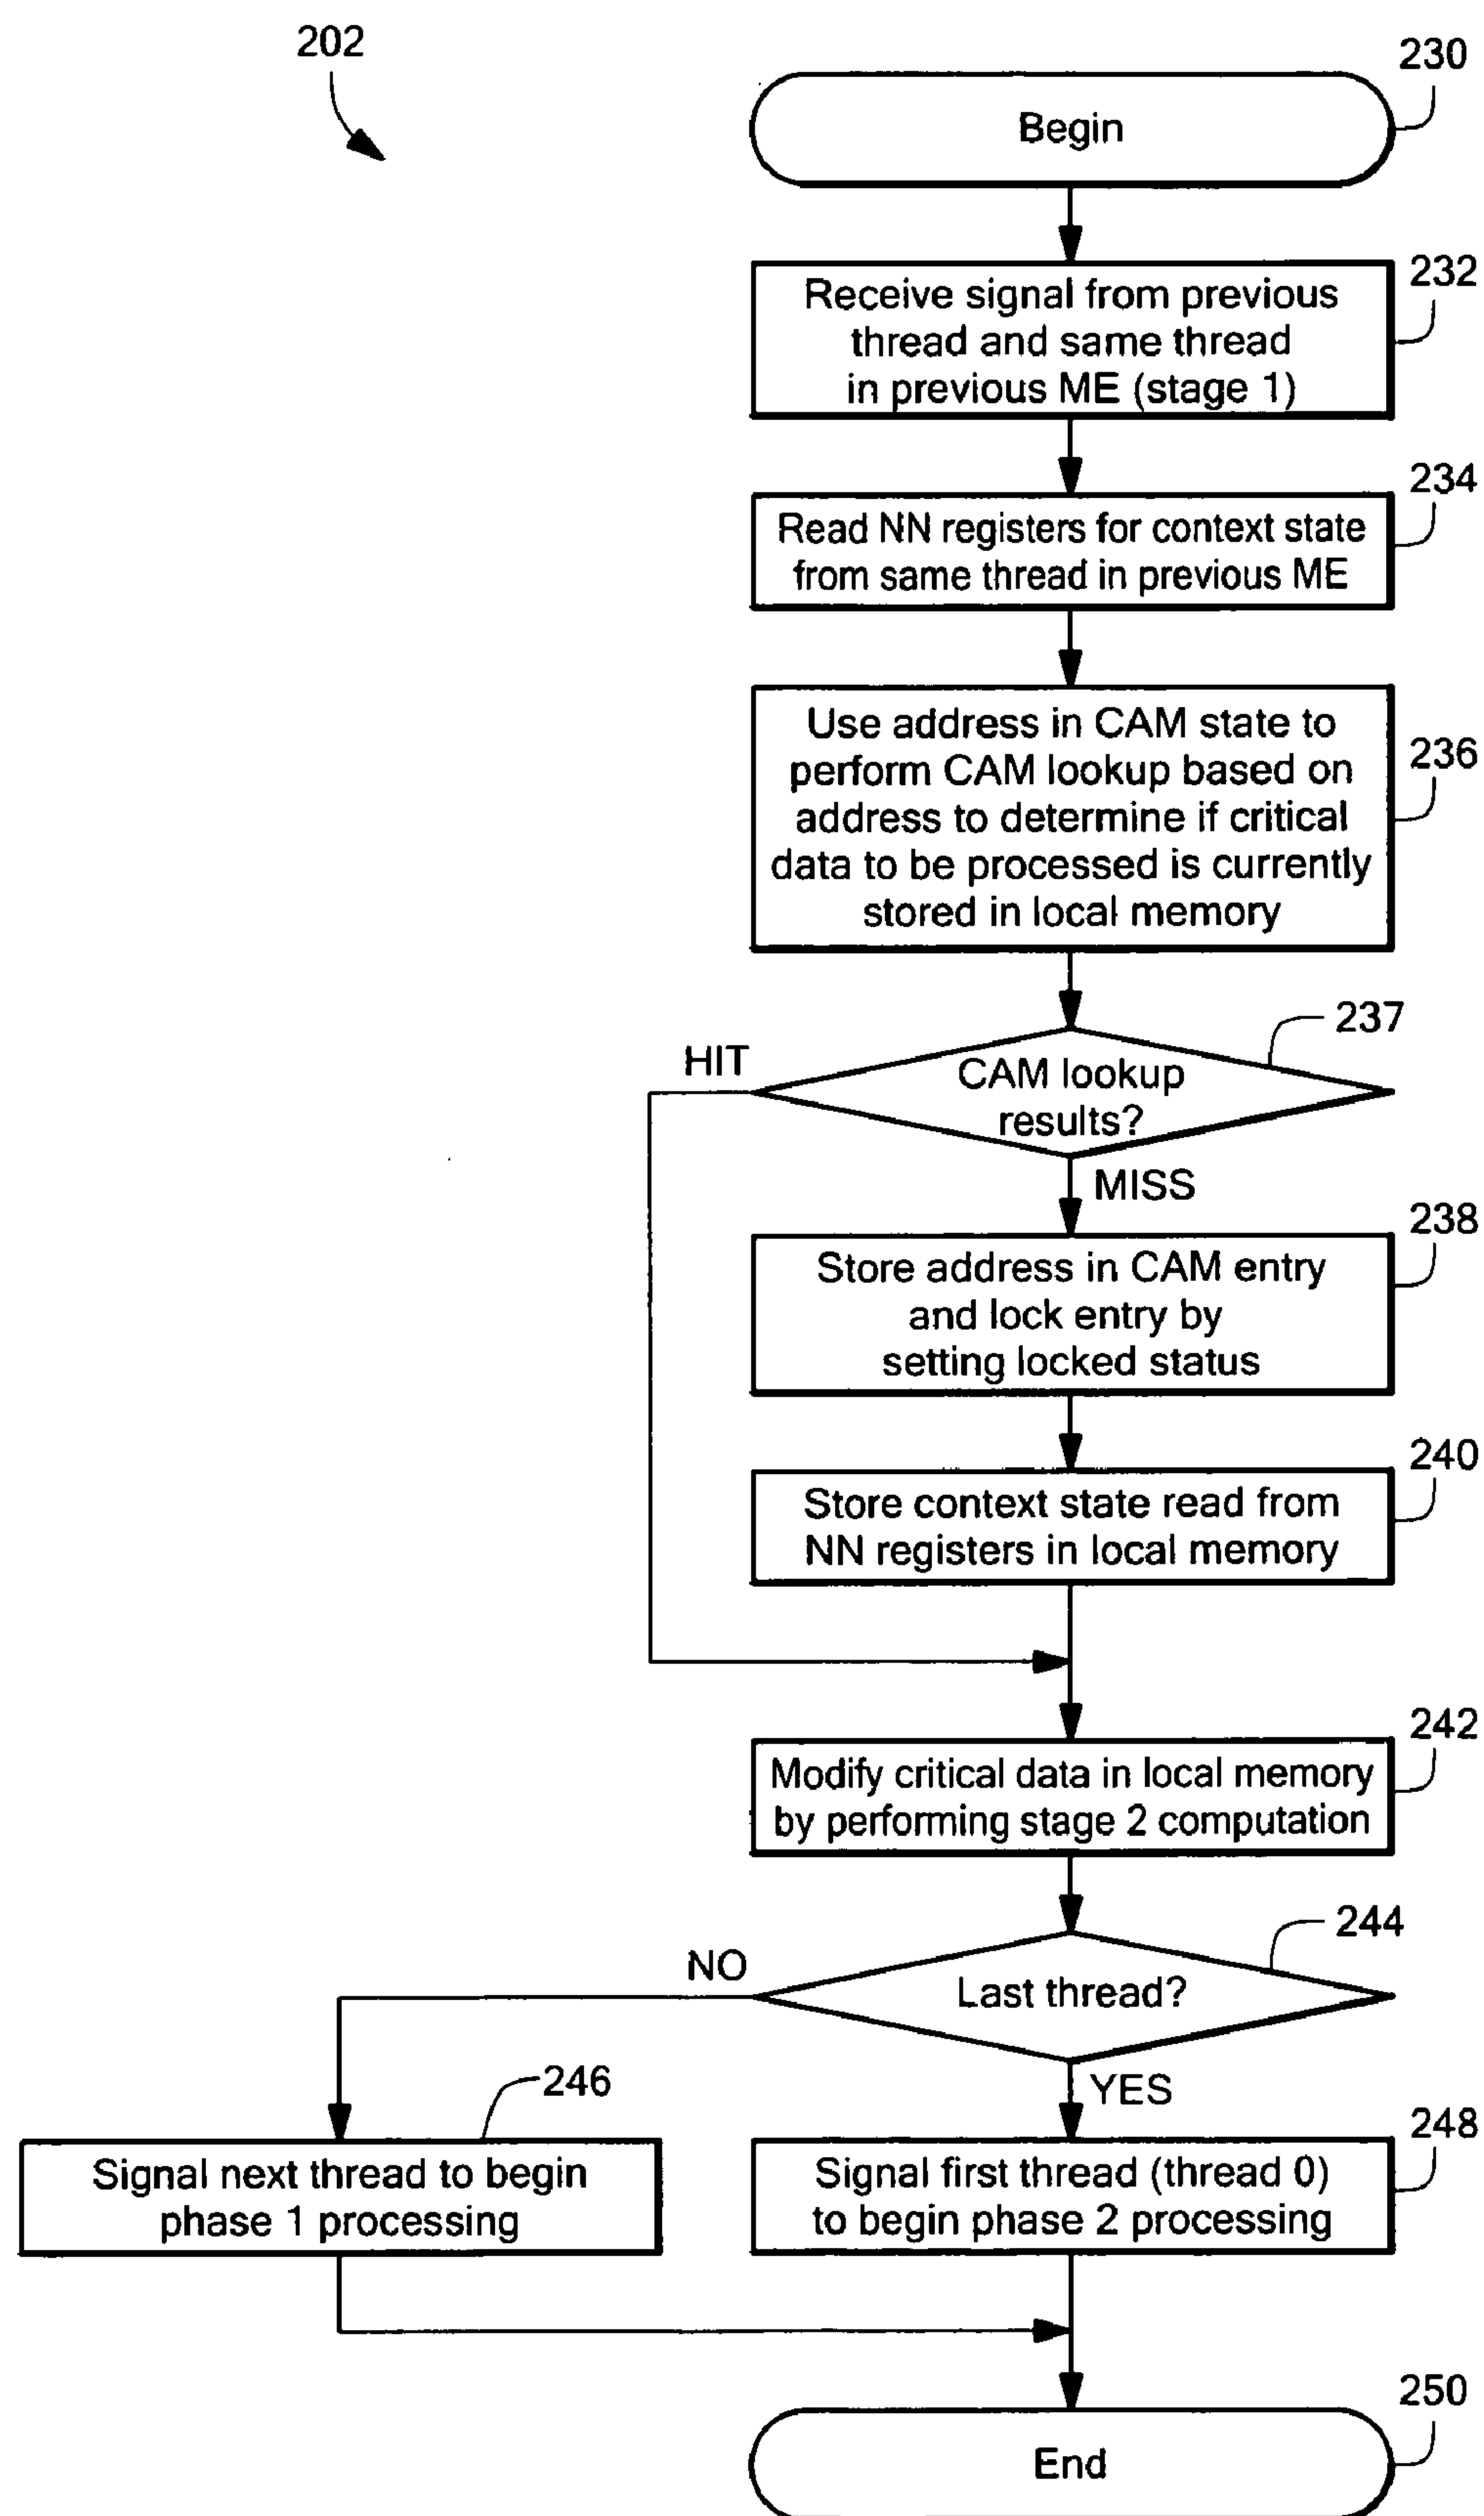 202
230
Begin
232
Receive signal from previous
thread and same thread
in previous ME (stage 1)
234
Read NN registers for context state
from same thread in previous ME
236
Use address in CAM state to
perform CAM lookup based on
address to determine if critical
data to be processed is currently
stored in local memory
237
HIT
CAM lookup
results?
MISS
238
Store address in CAM entry
and lock entry by
setting locked status
240
Store context state read from
NN registers in local memory
242
Modify critical data in local memory
by performing stage 2 computation
244
NO
Last thread?
YES
246
248
Signal next thread to begin
phase 1 processing
Signal first thread (thread 0)
to begin phase 2 processing
250
End